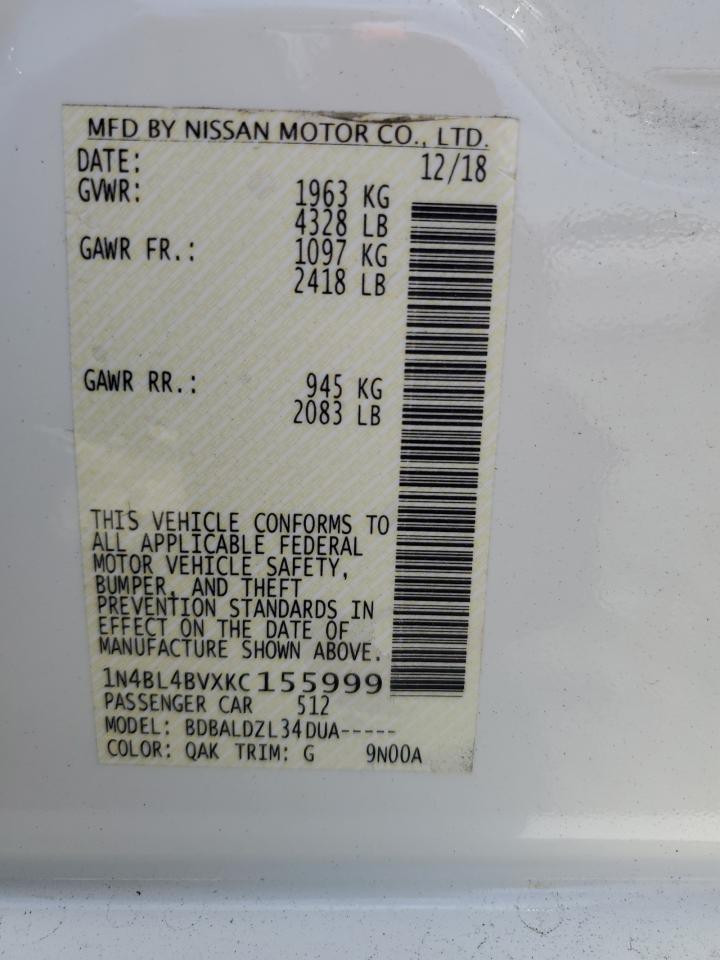 MFD BY NISSAN MOTOR CO., LTD.
DATE: 12/18
GVWR: 1963 KG
4328 LB
GAWR FR.: 1097 KG
2418 LB
GAWR RR.: 945 KG
2083 LB
THIS VEHICLE CONFORMS TO
ALL APPLICABLE FEDERAL
MOTOR VEHICLE SAFETY,
BUMPER, AND THEFT
PREVENTION STANDARDS IN
EFFECT ON THE DATE OF
MANUFACTURE SHOWN ABOVE.
1N4BL4BVXKC155999
PASSENGER CAR 512
MODEL: BDBALDZL34DUA-----
COLOR: QAK TRIM: G 9N00A